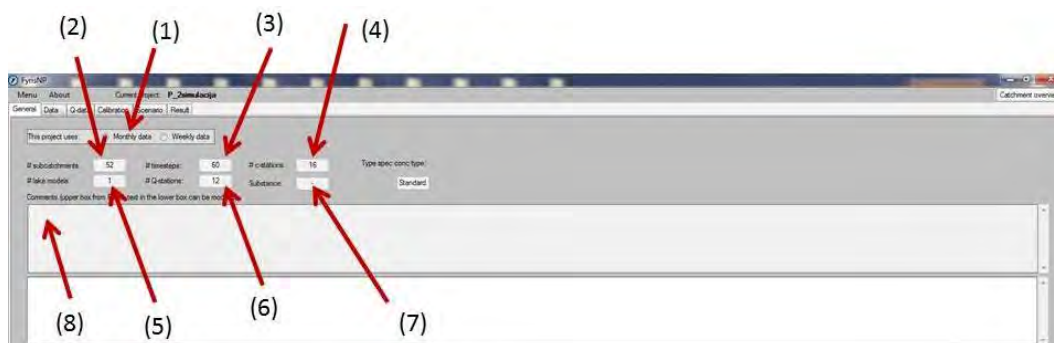 (2) (1) (3) (4)
FyrisNP
Menu About Current project: P_2simulacija Catchment overview
General Data Q-data Calibration Scenario Result
This project uses: Monthly data Weekly data
# subcatchments: 52 # timesteps: 60 # c-stations: 16 Type spec conc type:
# lake models: 1 # Q-stations: 12 Substance: - Standard
Comments (upper box from text in the lower box can be
(8) (5) (6) (7)